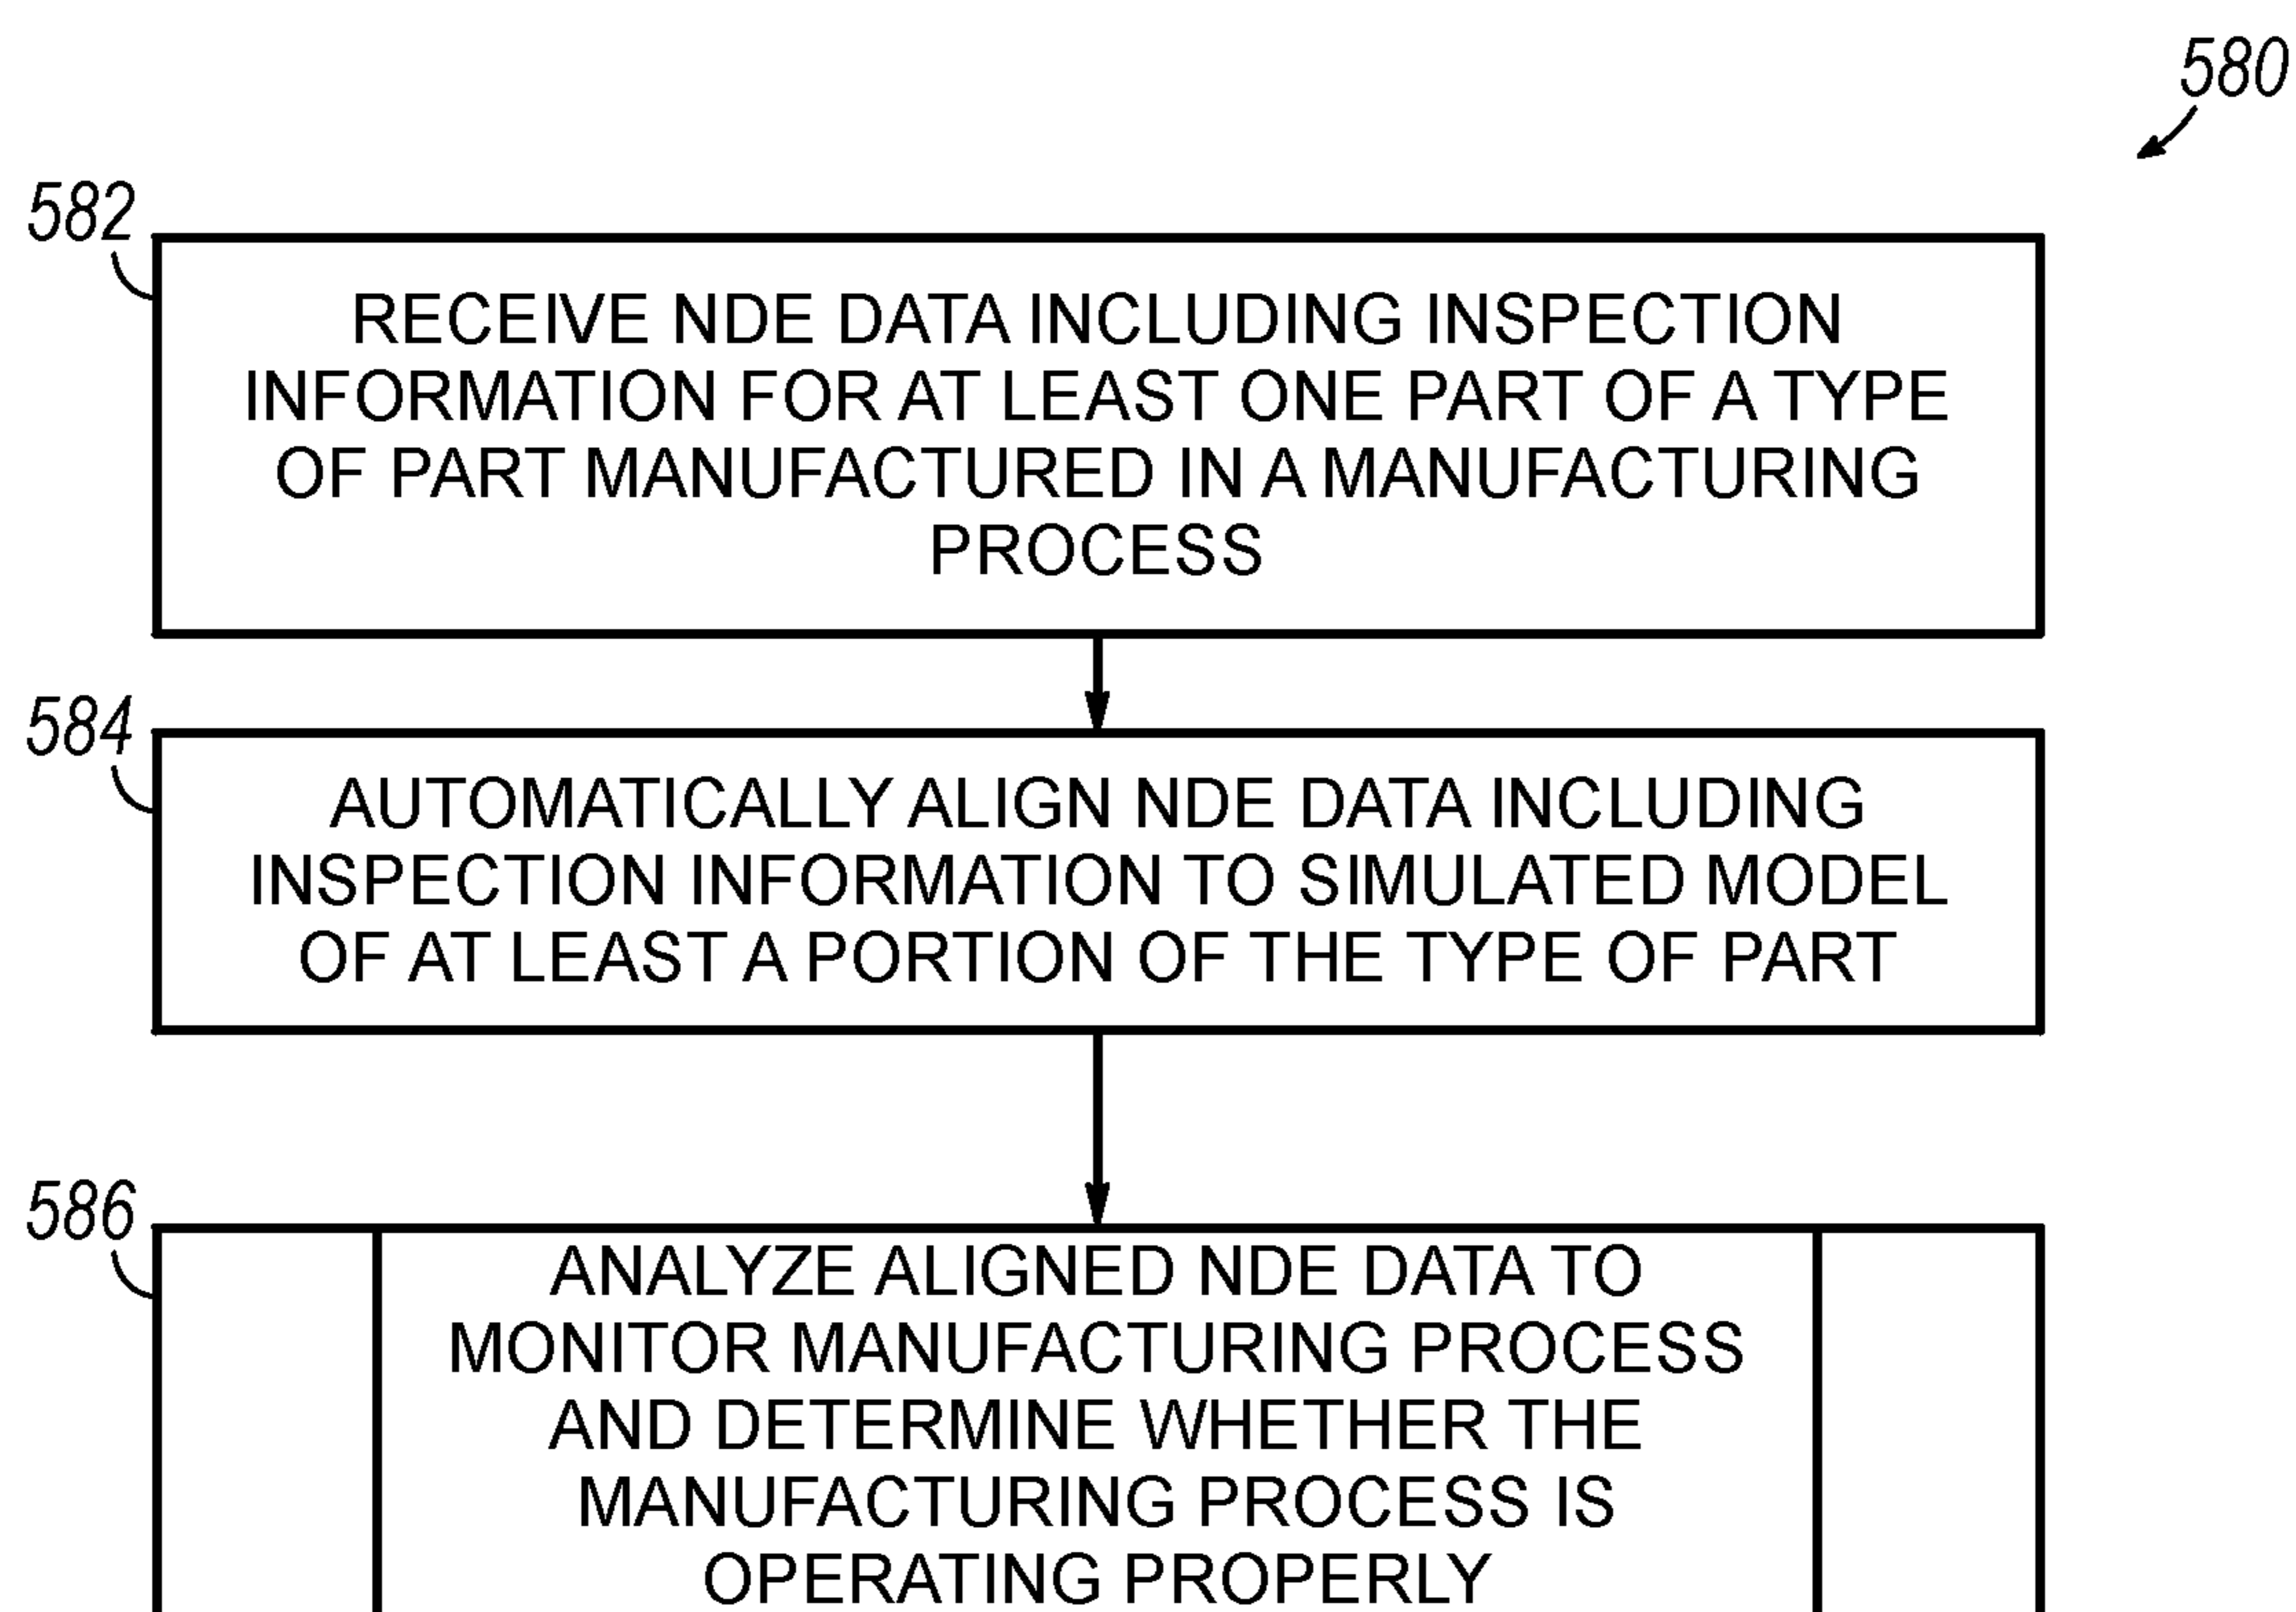 580
582
RECEIVE NDE DATA INCLUDING INSPECTION
INFORMATION FOR AT LEAST ONE PART OF A TYPE
OF PART MANUFACTURED IN A MANUFACTURING
PROCESS
584
AUTOMATICALLY ALIGN NDE DATA INCLUDING
INSPECTION INFORMATION TO SIMULATED MODEL
OF AT LEAST A PORTION OF THE TYPE OF PART
586
ANALYZE ALIGNED NDE DATA TO
MONITOR MANUFACTURING PROCESS
AND DETERMINE WHETHER THE
MANUFACTURING PROCESS IS
OPERATING PROPERLY